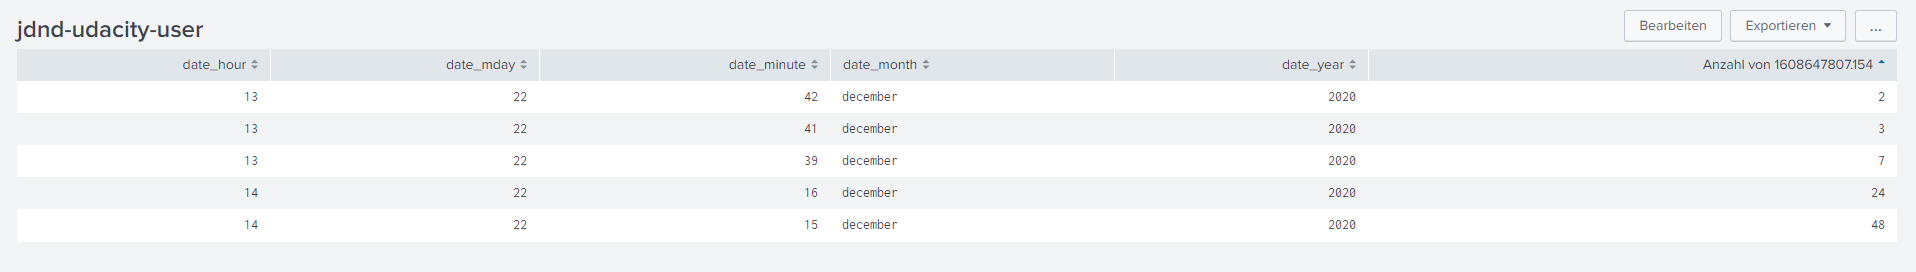 jdnd-udacity-user
Bearbeiten Exportieren ...
date_hour date_mday date_minute date_month date_year Anzahl von 1608647807.154
13 22 42 december 2020 2
13 22 41 december 2020 3
13 22 39 december 2020 7
14 22 16 december 2020 24
14 22 15 december 2020 48